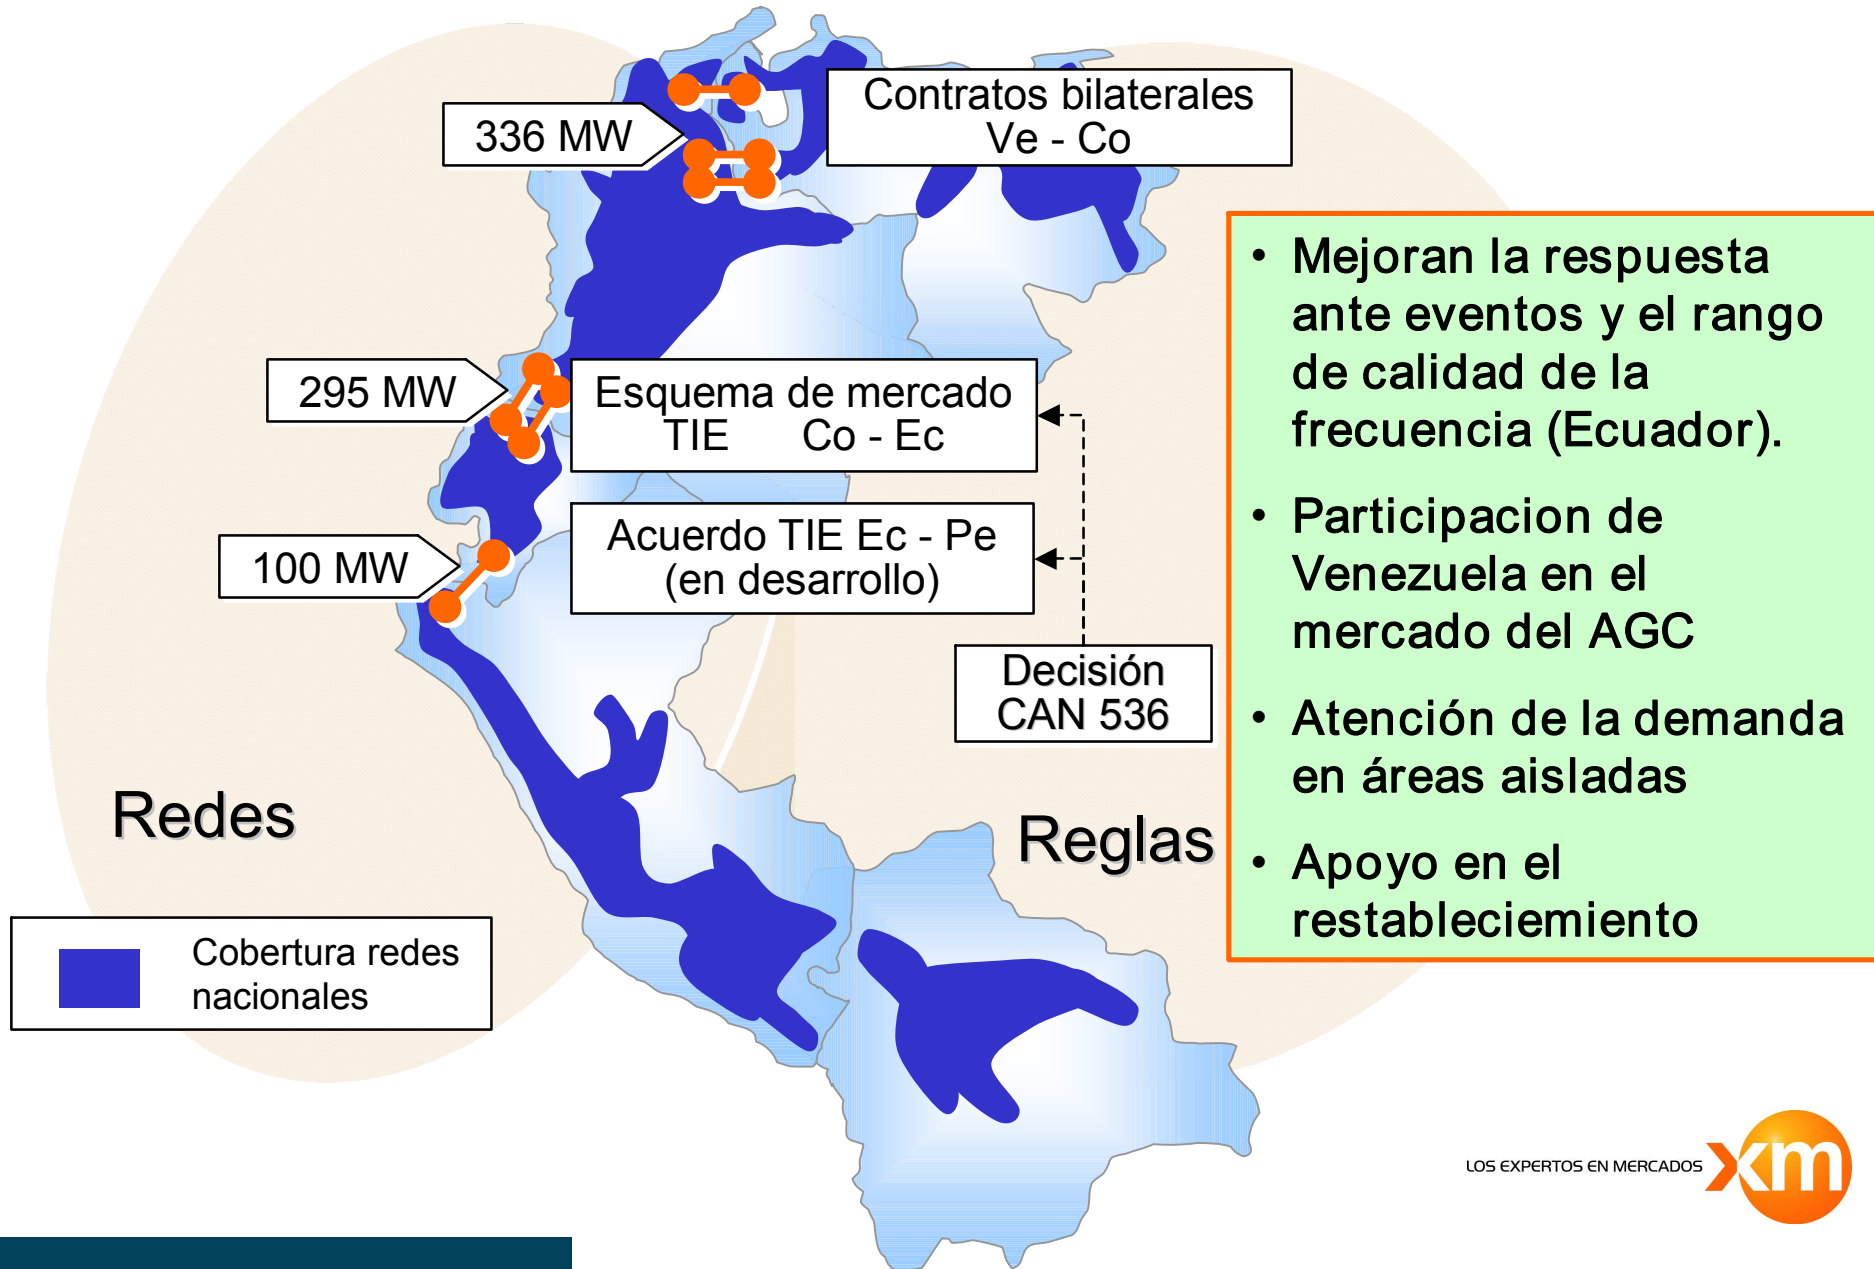 Contratos bilaterales
Ve - Co
336 MW
295 MW
Esquema de mercado
TIE Co - Ec
100 MW
Acuerdo TIE Ec - Pe
(en desarrollo)
Decisión
CAN 536
Redes
Reglas
Cobertura redes
nacionales
• Mejoran la respuesta
ante eventos y el rango
de calidad de la
frecuencia (Ecuador).
• Participacion de
Venezuela en el
mercado del AGC
• Atención de la demanda
en áreas aisladas
• Apoyo en el
restableciemiento
LOS EXPERTOS EN MERCADOS
xm